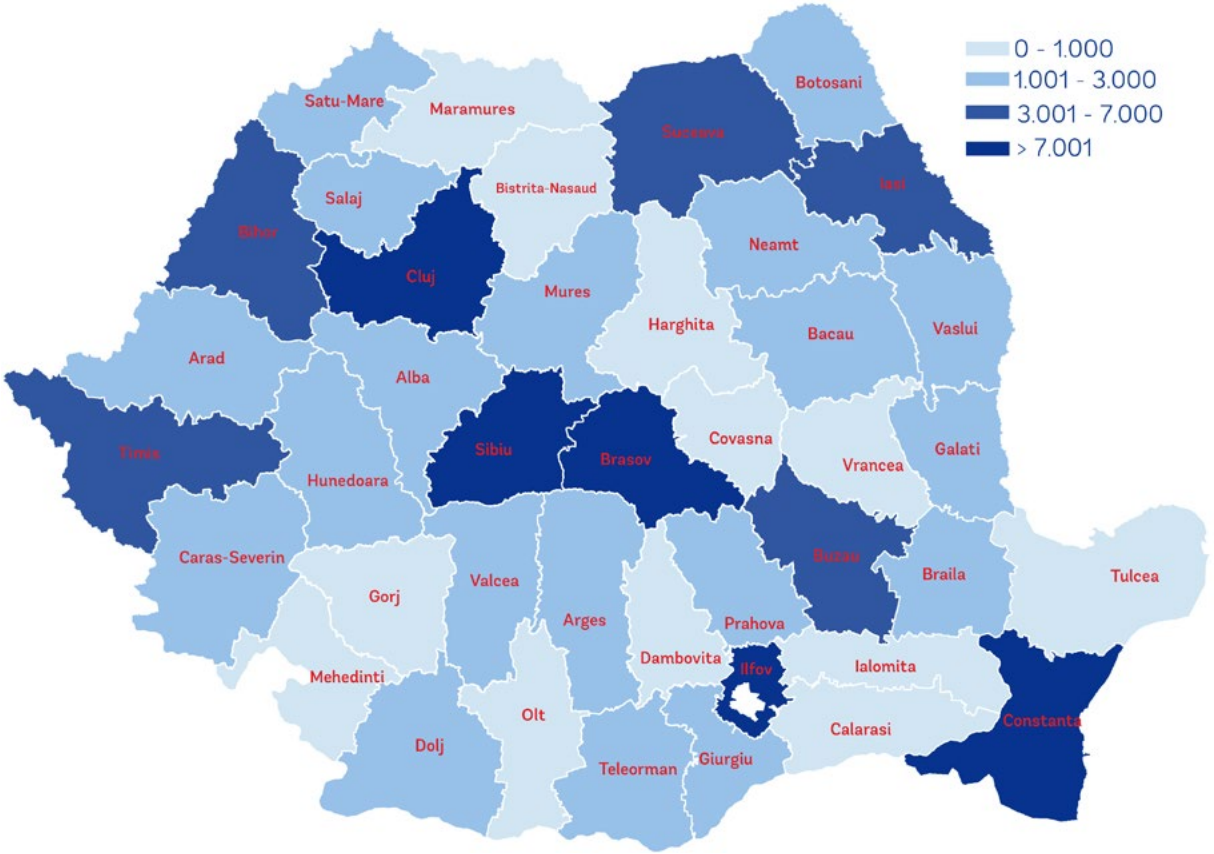 0 - 1.000
1.001 - 3.000
3.001 - 7.000
> 7.001
Botosani
Satu-Mare
Maramures
Suceava
Iasi
Bistrita-Nasaud
Salaj
Bihor
Neamt
Cluj
Mures
Harghita
Bacau
Vaslui
Arad
Alba
Covasna
Sibiu
Brasov
Timis
Vrancea
Galati
Hunedoara
Caras-Severin
Buzau
Braila
Tulcea
Valcea
Gorj
Arges
Prahova
Dambovita
Ilfov
Ialomita
Mehedinti
Olt
Constanta
Calarasi
Dolj
Teleorman
Giurgiu